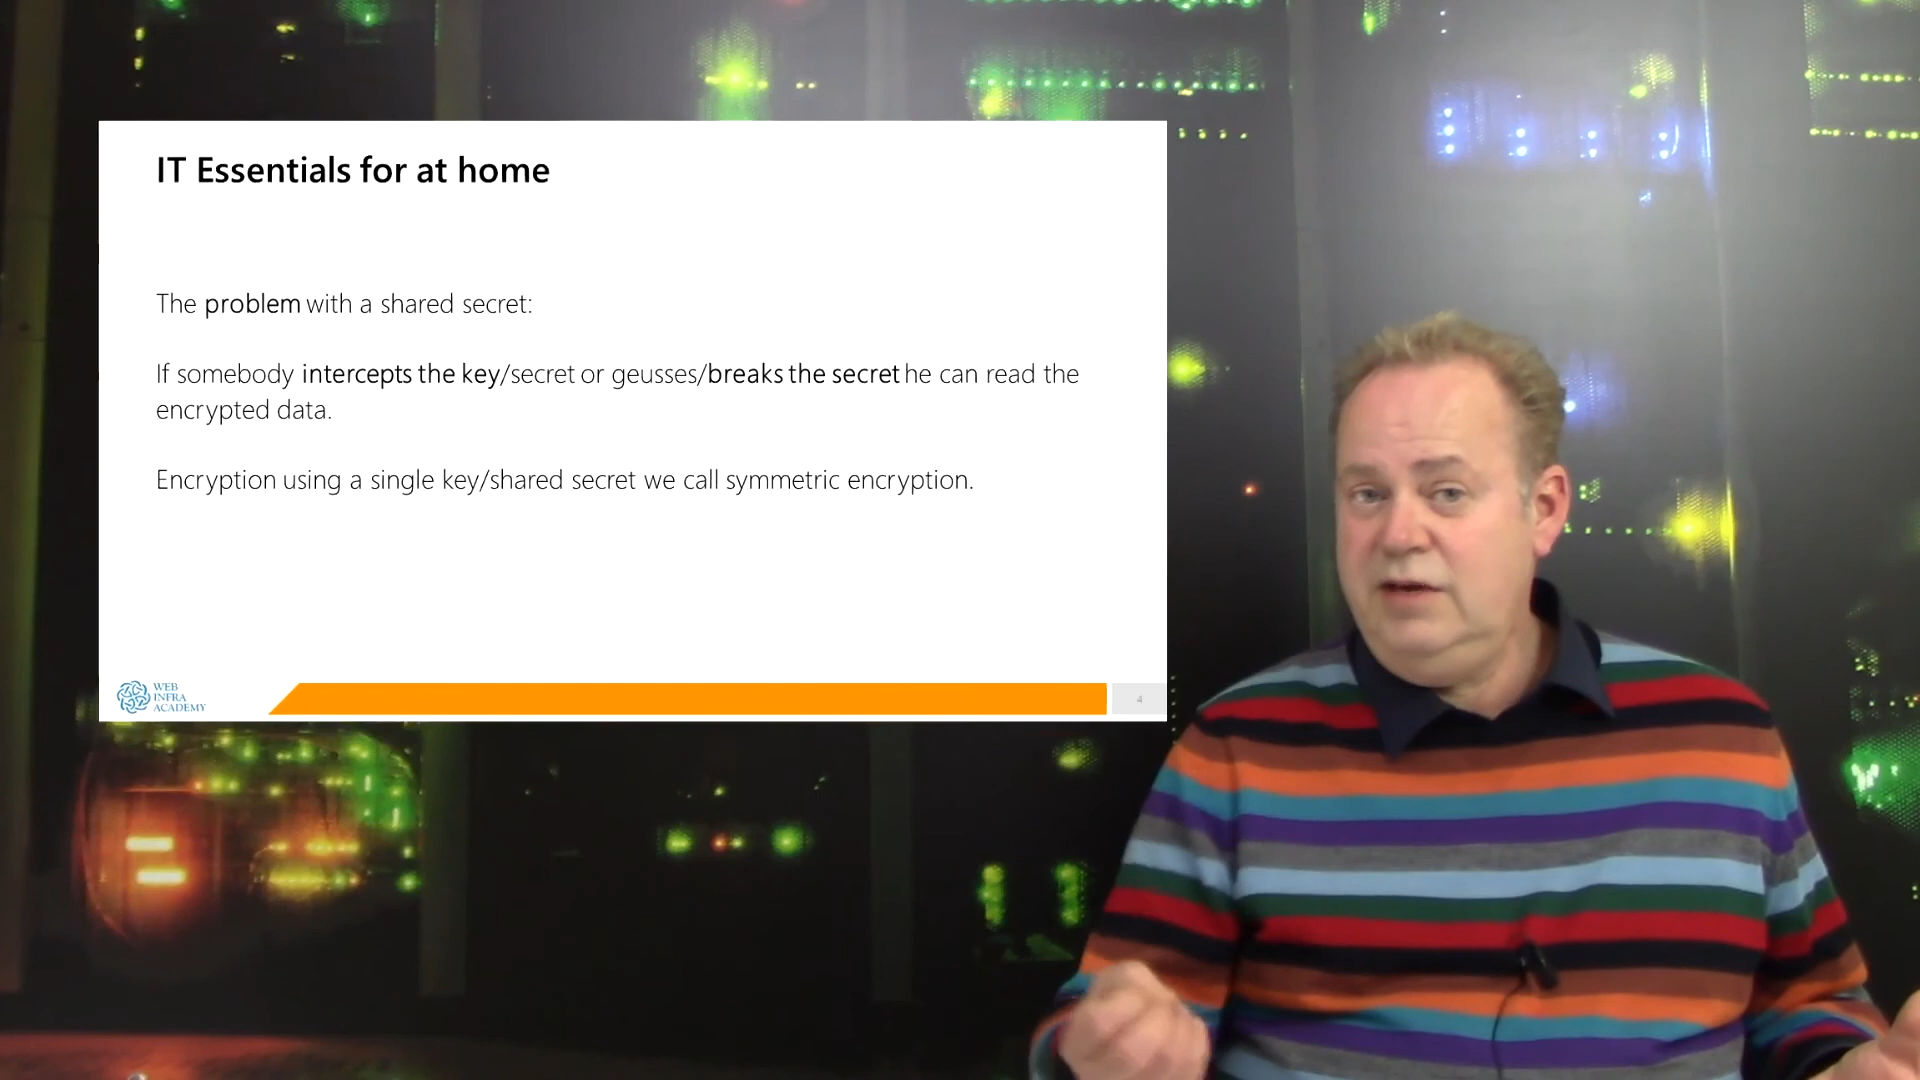 IT Essentials for at home
The problem with a shared secret:
If somebody intercepts the key/secret or geusses/breaks the secret he can read the
encrypted data.
Encryption using a single key/shared secret we call symmetric encryption.
WEB
INFRA
ACADEMY
4